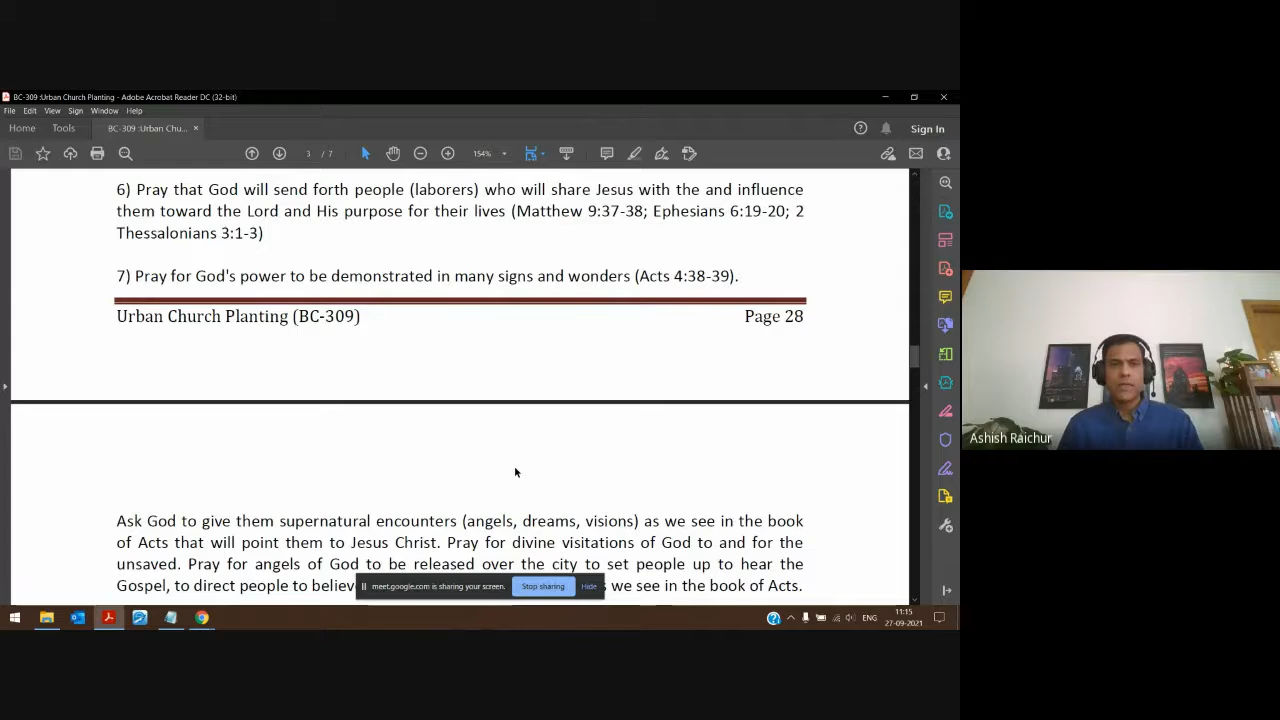 BC-309 :Urban Church Planting - Adobe Acrobat Reader DC (32-bit)
File Edit View Sign Window Help
Home Tools BC-309 :Urban Chu... × Sign In
3 / 7 154%
6) Pray that God will send forth people (laborers) who will share Jesus with the and influence
them toward the Lord and His purpose for their lives (Matthew 9:37-38; Ephesians 6:19-20; 2
Thessalonians 3:1-3)
7) Pray for God's power to be demonstrated in many signs and wonders (Acts 4:38-39).
Urban Church Planting (BC-309) Page 28
Ashish Raichur
Ask God to give them supernatural encounters (angels, dreams, visions) as we see in the book
of Acts that will point them to Jesus Christ. Pray for divine visitations of God to and for the
unsaved. Pray for angels of God to be released over the city to set people up to hear the
Gospel, to direct people to believ
s we see in the book of Acts.
meet.google.com is sharing your screen. Stop sharing Hide
ENG 11:15
27-09-2021